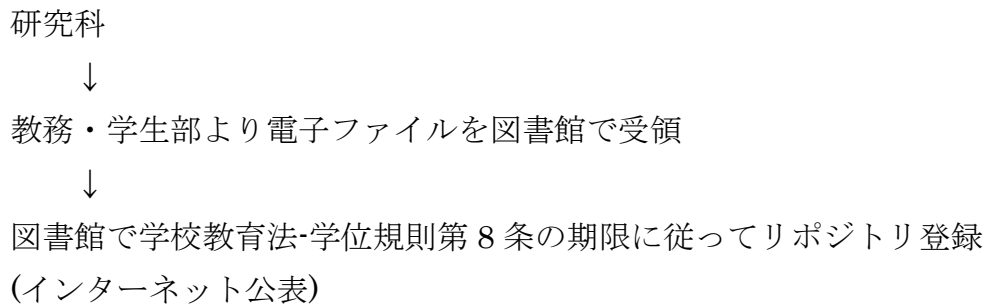 研究科
↓
教務・学生部より電子ファイルを図書館で受領
↓
図書館で学校教育法-学位規則第 8 条の期限に従ってリポジトリ登録
(インターネット公表)